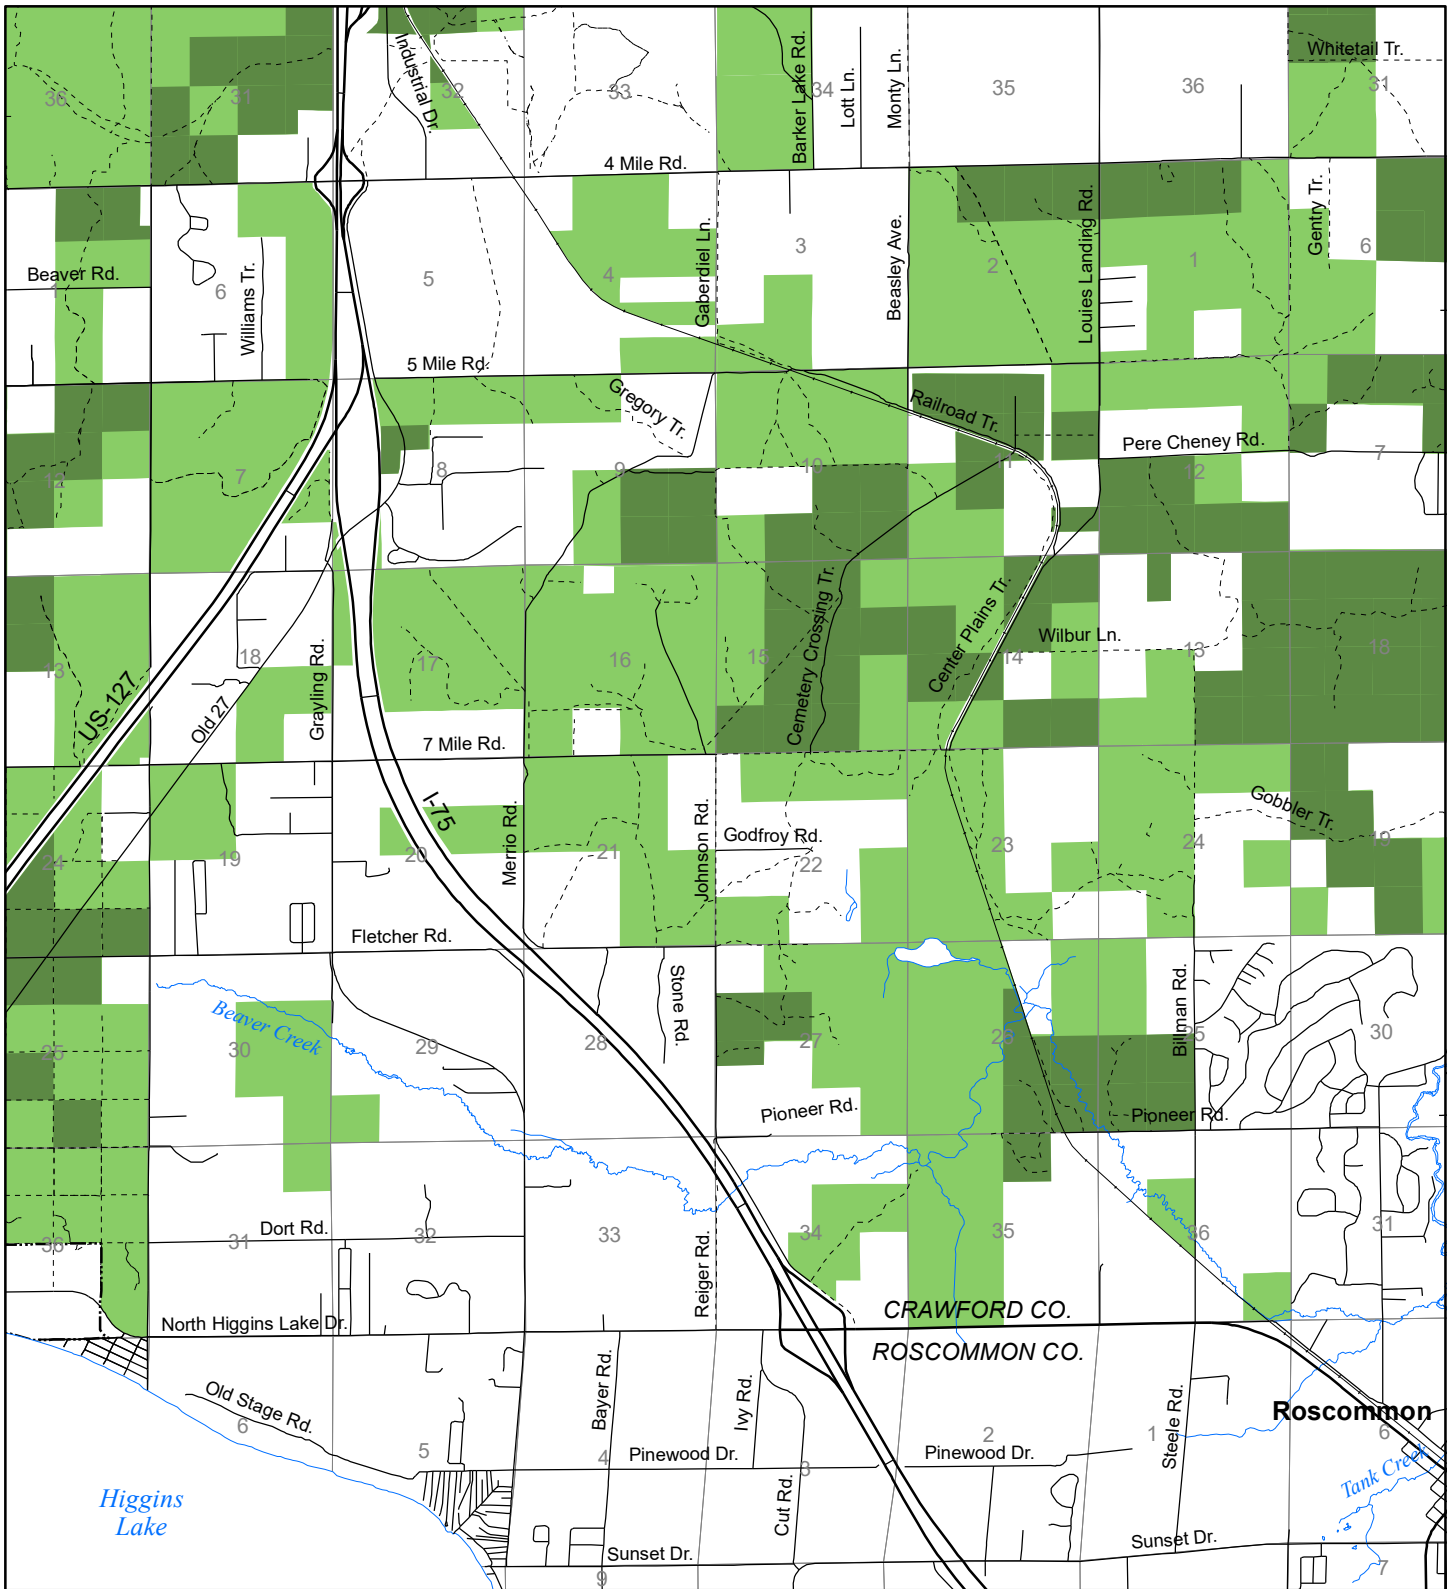 Whitetail Tr.
Industrial Dr.
Barker Lake Rd.
Lott Ln.
Monty Ln.
36
31
32
33
34
35
36
31
4 Mile Rd.
Gaberdiel Ln.
Beasley Ave.
Louies Landing Rd.
Gentry Tr.
Beaver Rd.
Williams Tr.
1
6
5
4
3
2
1
6
5 Mile Rd.
Gregory Tr.
Railroad Tr.
Pere Cheney Rd.
12
7
8
9
10
11
12
7
Cemetery Crossing Tr.
Center Plains Tr.
Wilbur Ln.
13
18
17
16
15
14
13
18
US-127
Old 27
Grayling Rd.
7 Mile Rd.
I-75
Merrio Rd.
Johnson Rd.
Godfroy Rd.
Gobbler Tr.
24
19
20
21
22
23
24
19
Fletcher Rd.
Stone Rd.
Billman Rd.
Beaver Creek
25
30
29
28
27
26
25
30
Pioneer Rd.
Pioneer Rd.
Dort Rd.
Reiger Rd.
36
31
32
33
34
35
36
31
North Higgins Lake Dr.
CRAWFORD CO.
ROSCOMMON CO.
Old Stage Rd.
Bayer Rd.
Ivy Rd.
Steele Rd.
Roscommon
6
5
4
3
2
1
6
Pinewood Dr.
Pinewood Dr.
Tank Creek
Higgins
Lake
Cut Rd.
Sunset Dr.
Sunset Dr.
9
7